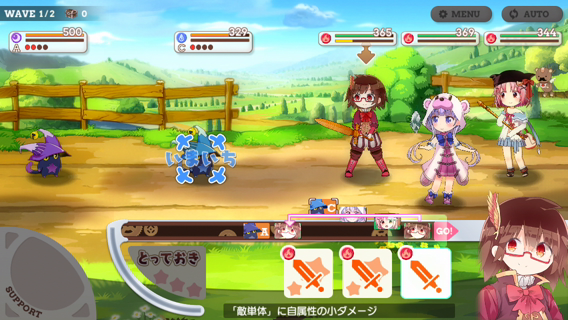 WAVE 1/2 0
MENU
AUTO
500
A
329
C
365
369
344
いまいち
C
A
GO!
とっておき
SUPPORT
「敵単体」に自属性の小ダメージ